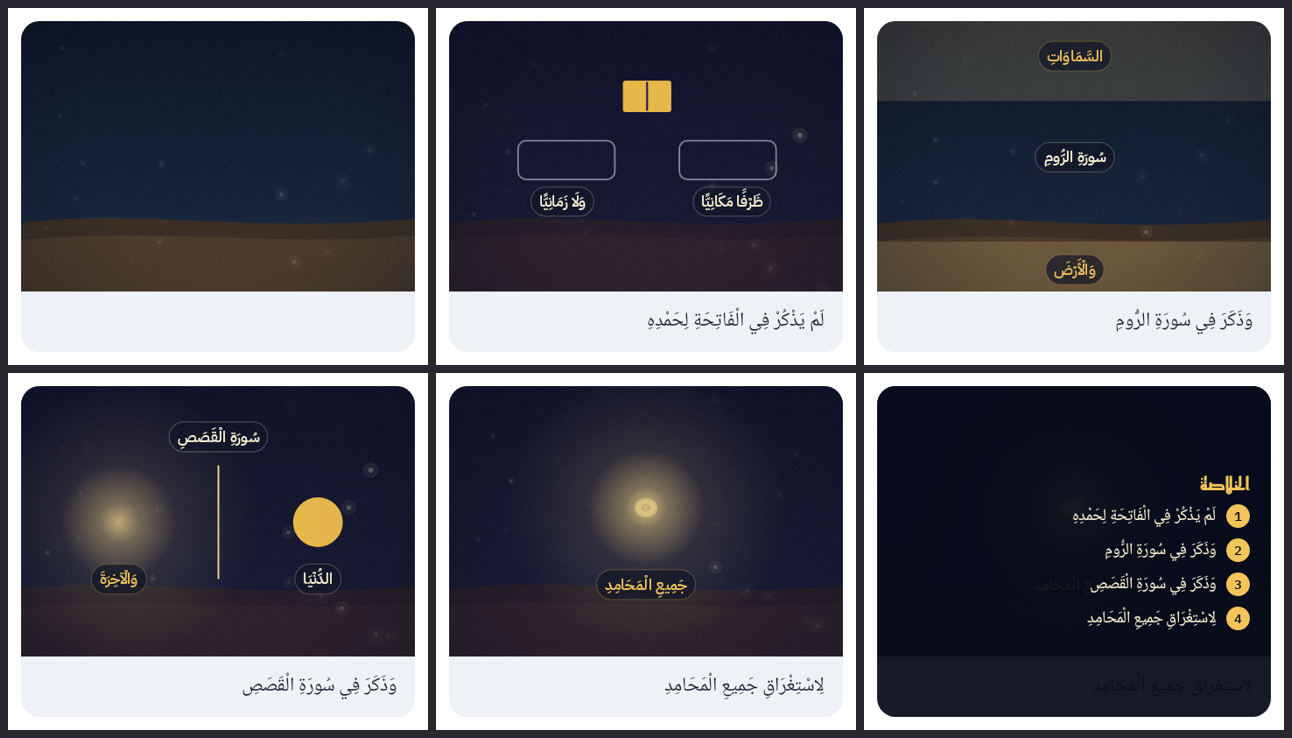 ظَرْفًا مَكَانِيًّا
وَلَا زَمَانِيًّا
لَمْ يَذْكُرْ فِي الْفَاتِحَةِ لِحَمْدِهِ
السَّمَاوَاتِ
سُورَةِ الرُّومِ
وَالْأَرْضَ
وَذَكَرَ فِي سُورَةِ الرُّومِ
سُورَةِ الْقَصَصِ
الدُّنْيَا
وَالْآخِرَةَ
وَذَكَرَ فِي سُورَةِ الْقَصَصِ
جَمِيعِ الْمَحَامِدِ
لِاسْتِغْرَاقِ جَمِيعِ الْمَحَامِدِ
الخلاصة
1 لَمْ يَذْكُرْ فِي الْفَاتِحَةِ لِحَمْدِهِ
2 وَذَكَرَ فِي سُورَةِ الرُّومِ
3 وَذَكَرَ فِي سُورَةِ الْقَصَصِ
4 لِاسْتِغْرَاقِ جَمِيعِ الْمَحَامِدِ
لِاسْتِغْرَاقِ جَمِيعِ الْمَحَامِدِ